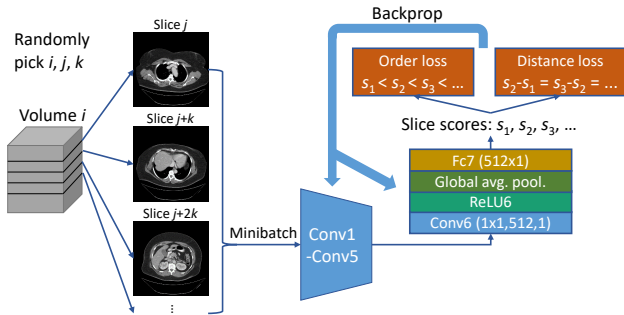 Backprop
Randomly
pick i, j, k
Volume i
Slice j
Slice j+k
Slice j+2k
...
Minibatch
Conv1
-Conv5
Order loss
s1 < s2 < s3 < ...
Distance loss
s2-s1 = s3-s2 = ...
Slice scores: s1, s2, s3, ...
Fc7 (512x1)
Global avg. pool.
ReLU6
Conv6 (1x1,512,1)